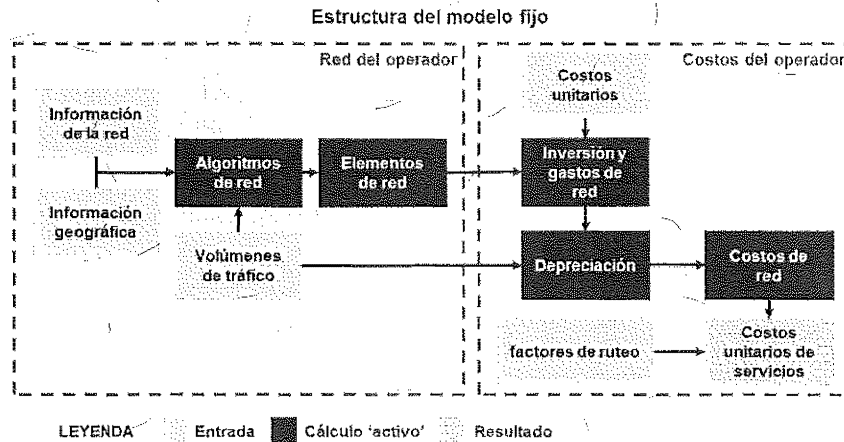 Estructura del modelo fijo
Red del operador
Costos del operador
Información
de la red
Información
geográfica
Algoritmos
de red
Elementos
de red
Volúmenes
de tráfico
Costos
unitarios
Inversión y
gastos de
red
Depreciación
Costos de
red
factores de ruteo
Costos
unitarios de
servicios
LEYENDA
Entrada
Cálculo 'activo'
Resultado